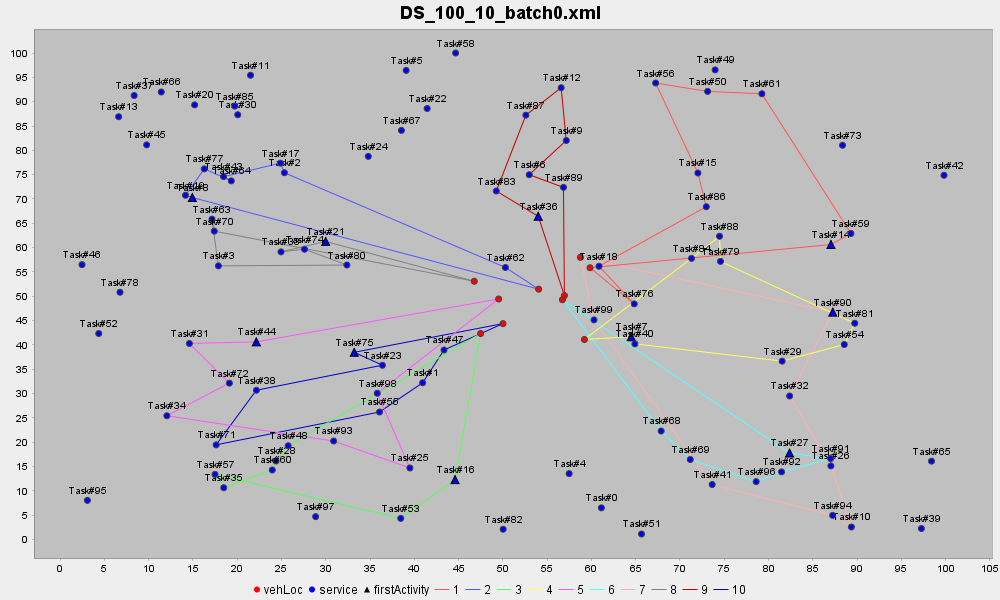 DS_100_10_batch0.xml
Task#58
Task#5
Task#49
Task#11
Task#56
Task#12
Task#50
Task#61
Task#66
Task#37
Task#20
Task#85
Task#22
Task#13
Task#30
Task#87
Task#67
Task#9
Task#45
Task#73
Task#24
Task#17
Task#77
Task#2
Task#6
Task#15
Task#42
Task#43
Task#64
Task#89
Task#83
Task#8
Task#36
Task#86
Task#63
Task#70
Task#88
Task#59
Task#21
Task#14
Task#74
Task#46
Task#3
Task#80
Task#62
Task#18
Task#84
Task#79
Task#78
Task#76
Task#90
Task#99
Task#81
Task#52
Task#7
Task#40
Task#44
Task#31
Task#54
Task#75
Task#47
Task#23
Task#29
Task#72
Task#38
Task#1
Task#98
Task#32
Task#34
Task#55
Task#68
Task#71
Task#48
Task#93
Task#28
Task#27
Task#69
Task#91
Task#26
Task#65
Task#57
Task#60
Task#25
Task#4
Task#92
Task#35
Task#16
Task#96
Task#41
Task#95
Task#0
Task#97
Task#53
Task#94
Task#10
Task#82
Task#51
Task#39
100
95
90
85
80
75
70
65
60
55
50
45
40
35
30
25
20
15
10
5
0
0 5 10 15 20 25 30 35 40 45 50 55 60 65 70 75 80 85 90 95 100 105
vehLoc service firstActivity 1 2 3 4 5 6 7 8 9 10